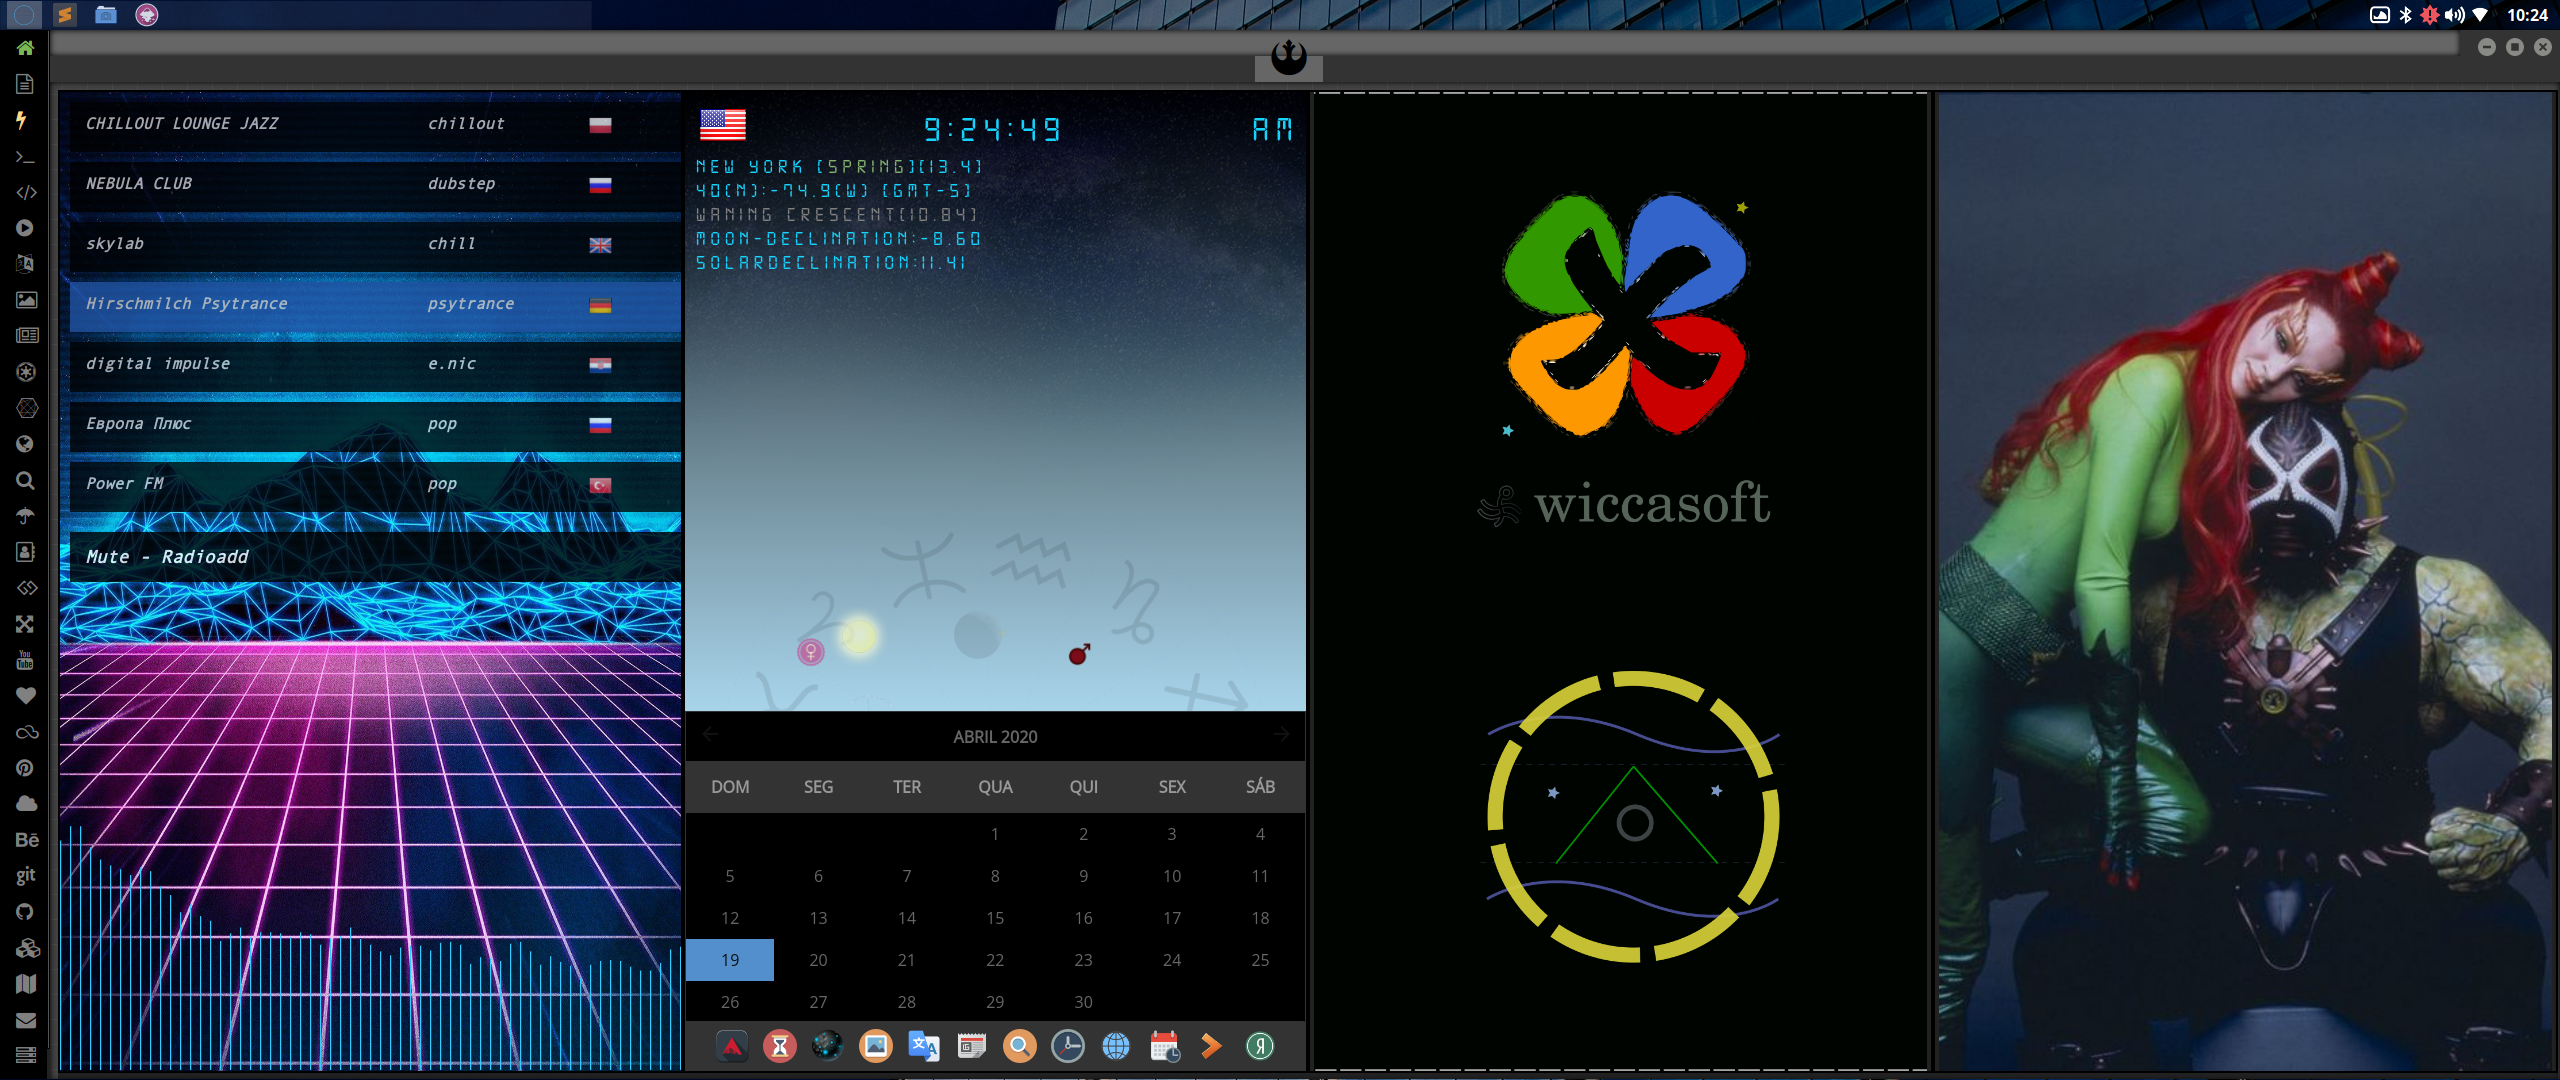 10:24
CHILLOUT LOUNGE JAZZ chillout
NEBULA CLUB dubstep
skylab chill
Hirschmilch Psytrance psytrance
digital impulse e.nic
Европа Плюс pop
Power FM pop
Mute - Radioadd
9:24:49 AM
NEW YORK [SPRING][13.4]
40(N):-74.9(W) [GMT-5]
WANING CRESCENT[10.84]
MOON-DECLINATION:-8.60
SOLARDECLINATION:11.41
ABRIL 2020
DOM SEG TER QUA QUI SEX SÁB
1 2 3 4
5 6 7 8 9 10 11
12 13 14 15 16 17 18
19 20 21 22 23 24 25
26 27 28 29 30
wiccasoft
You Tube
Bē
git